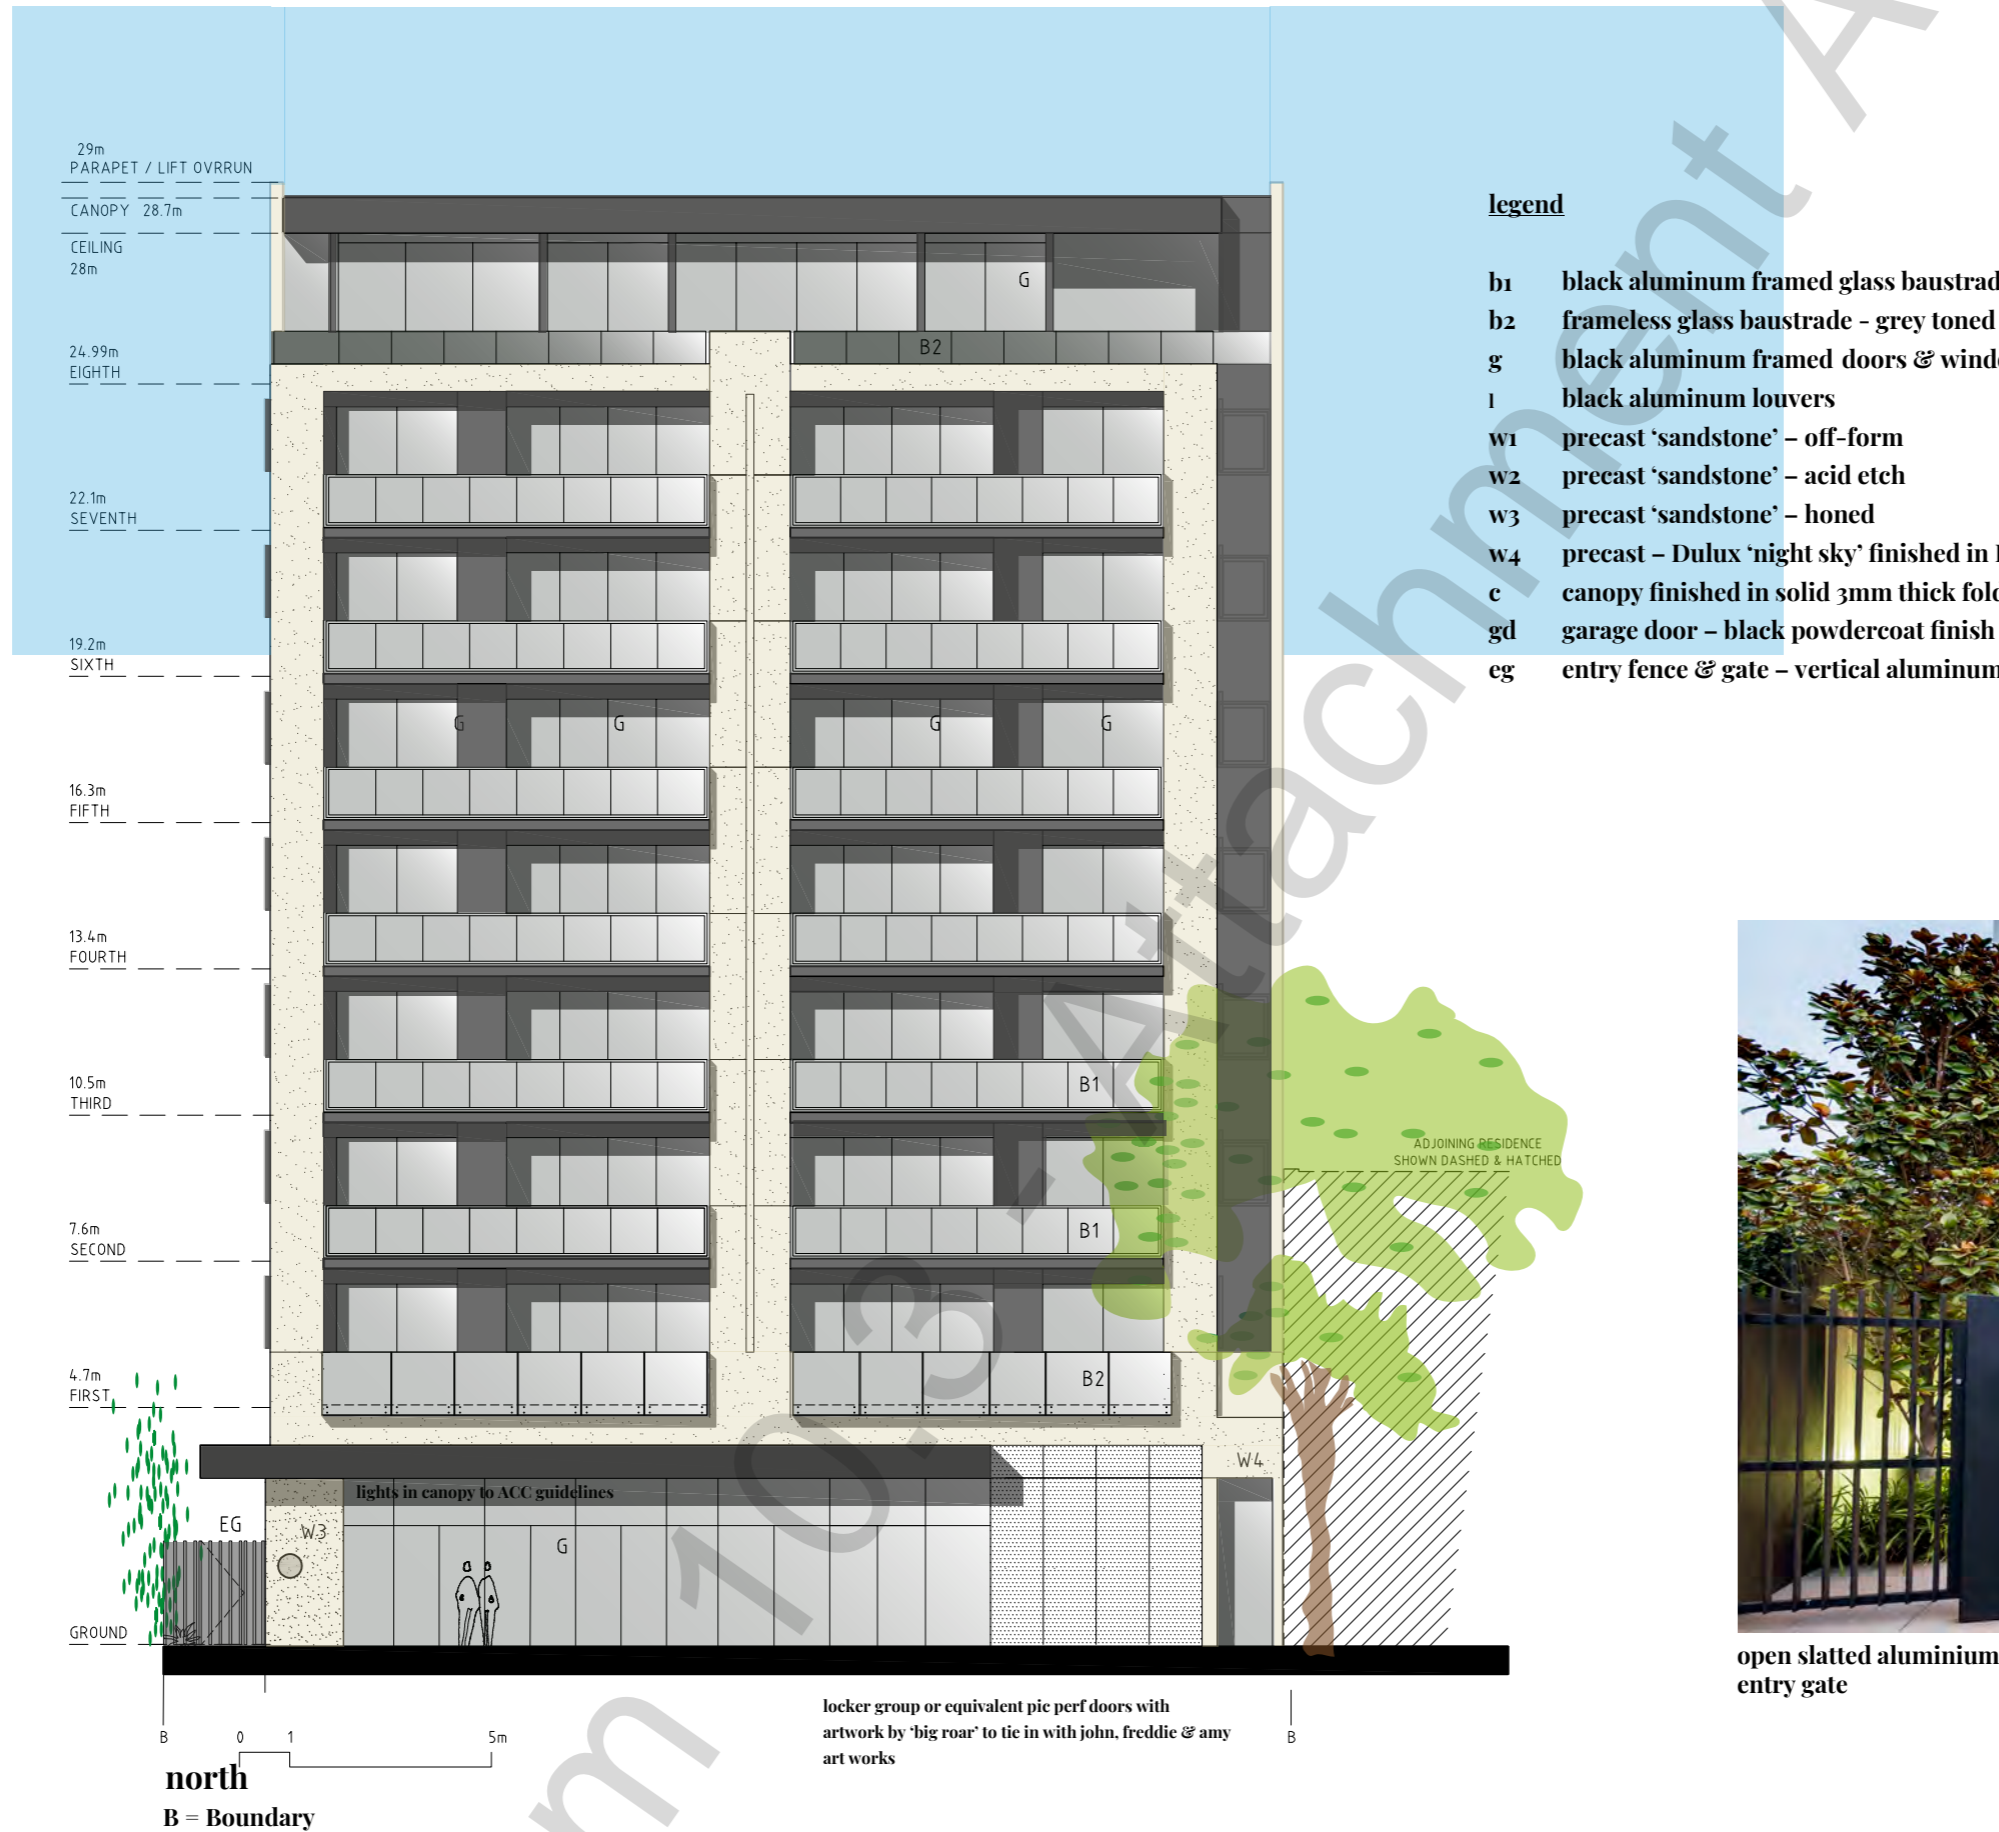 29m
PARAPET / LIFT OVRRUN
CANOPY 28.7m
CEILING
28m
24.99m
EIGHTH
22.1m
SEVENTH
19.2m
SIXTH
16.3m
FIFTH
13.4m
FOURTH
10.5m
THIRD
7.6m
SECOND
4.7m
FIRST
GROUND
G
B2
G G G G
B1
B1
B2
ADJOINING RESIDENCE
SHOWN DASHED & HATCHED
W4
lights in canopy to ACC guidelines
EG
W3
G
legend
b1 black aluminum framed glass baustrad
b2 frameless glass baustrade - grey toned
g black aluminum framed doors & wind
l black aluminum louvers
w1 precast ‘sandstone’ – off-form
w2 precast ‘sandstone’ – acid etch
w3 precast ‘sandstone’ – honed
w4 precast – Dulux ‘night sky’ finished in
c canopy finished in solid 3mm thick fol
gd garage door – black powdercoat finish
eg entry fence & gate – vertical aluminum
open slatted aluminium
entry gate
locker group or equivalent pic perf doors with
artwork by ‘big roar’ to tie in with john, freddie & amy
art works
B 0 1 5m B
north
B = Boundary
m 10.3 - Attachment A